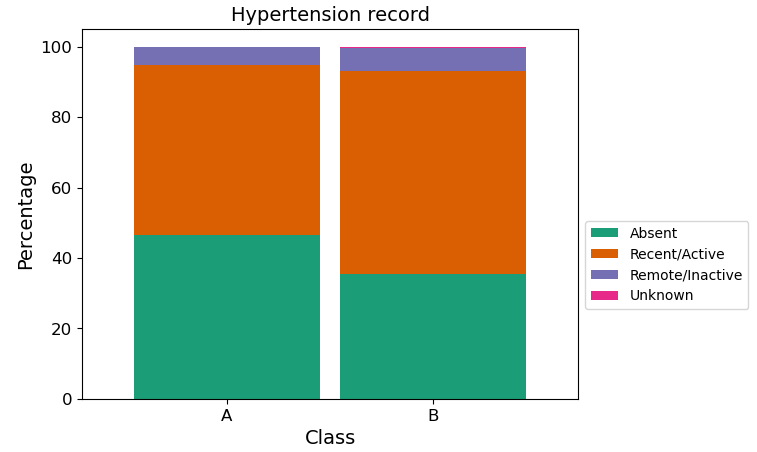 Hypertension record
Percentage
100
80
60
40
20
0
A B
Class
Absent
Recent/Active
Remote/Inactive
Unknown